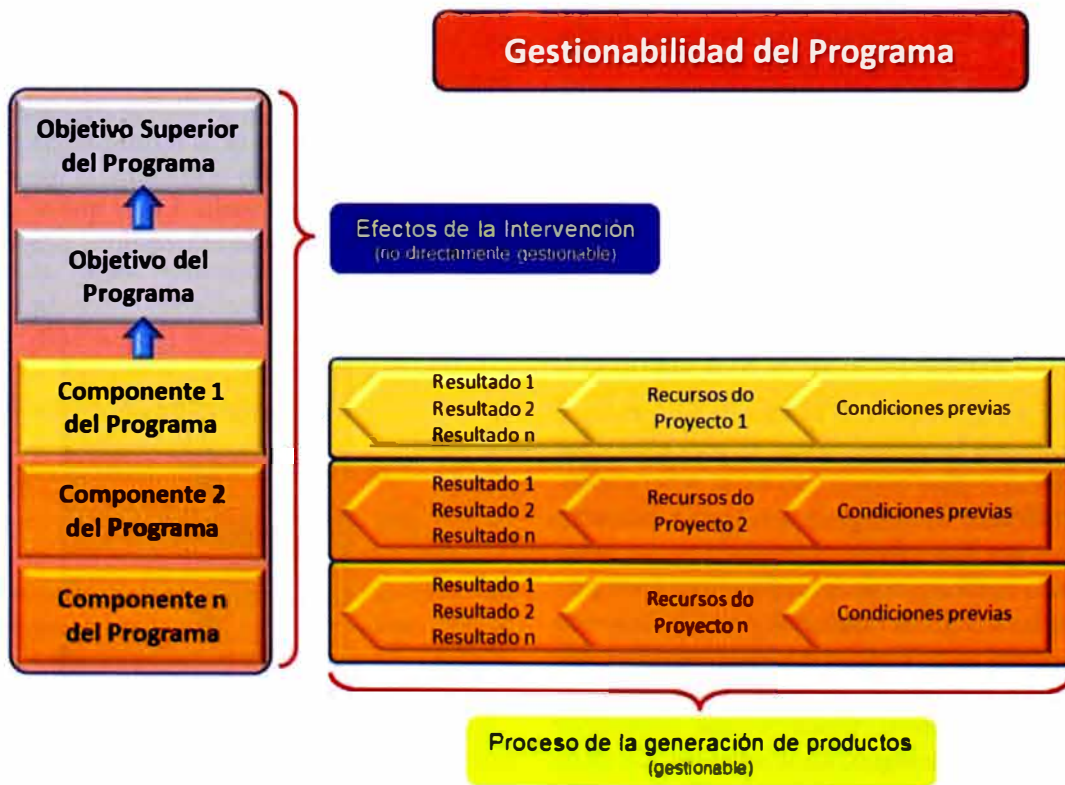 Gestionabilidad del Programa
Objetivo Superior
del Programa
Efectos de la Intervención
(no directamente gestionable)
Objetivo del
Programa
Componente 1
del Programa
Resultado 1
Resultado 2
Resultado n
Recursos do
Proyecto 1
Condiciones previas
Componente 2
del Programa
Resultado 1
Resultado 2
Resultado n
Recursos do
Proyecto 2
Condiciones previas
Componente n
del Programa
Resultado 1
Resultado 2
Resultado n
Recursos do
Proyecto n
Condiciones previas
Proceso de la generación de productos
(gestionable)